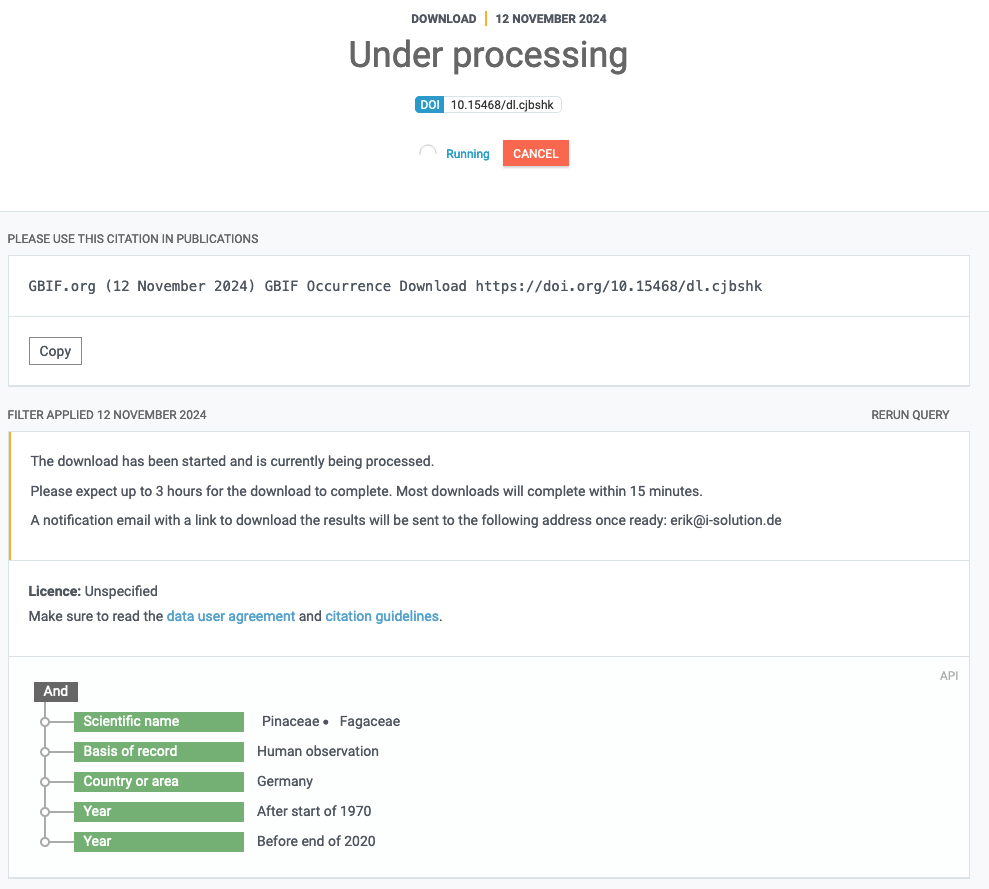 DOWNLOAD | 12 NOVEMBER 2024
Under processing
DOI 10.15468/dl.cjbshk
Running CANCEL
PLEASE USE THIS CITATION IN PUBLICATIONS
GBIF.org (12 November 2024) GBIF Occurrence Download https://doi.org/10.15468/dl.cjbshk
Copy
FILTER APPLIED 12 NOVEMBER 2024 RERUN QUERY
The download has been started and is currently being processed.
Please expect up to 3 hours for the download to complete. Most downloads will complete within 15 minutes.
A notification email with a link to download the results will be sent to the following address once ready: erik@i-solution.de
Licence: Unspecified
Make sure to read the data user agreement and citation guidelines.
API
And
Scientific name Pinaceae • Fagaceae
Basis of record Human observation
Country or area Germany
Year After start of 1970
Year Before end of 2020